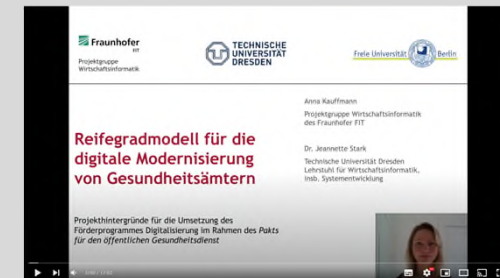 Fraunhofer
FIT
Projektgruppe
Wirtschaftsinformatik
TECHNISCHE
UNIVERSITÄT
DRESDEN
Freie Universität Berlin
Anna Kauffmann
Projektgruppe Wirtschaftsinformatik
des Fraunhofer FIT
Dr. Jeannette Stark
Technische Universität Dresden
Lehrstuhl für Wirtschaftsinformatik,
insb. Systementwicklung
Reifegradmodell für die
digitale Modernisierung
von Gesundheitsämtern
Projekthintergründe für die Umsetzung des
Förderprogrammes Digitalisierung im Rahmen des Pakts
für den öffentlichen Gesundheitsdienst